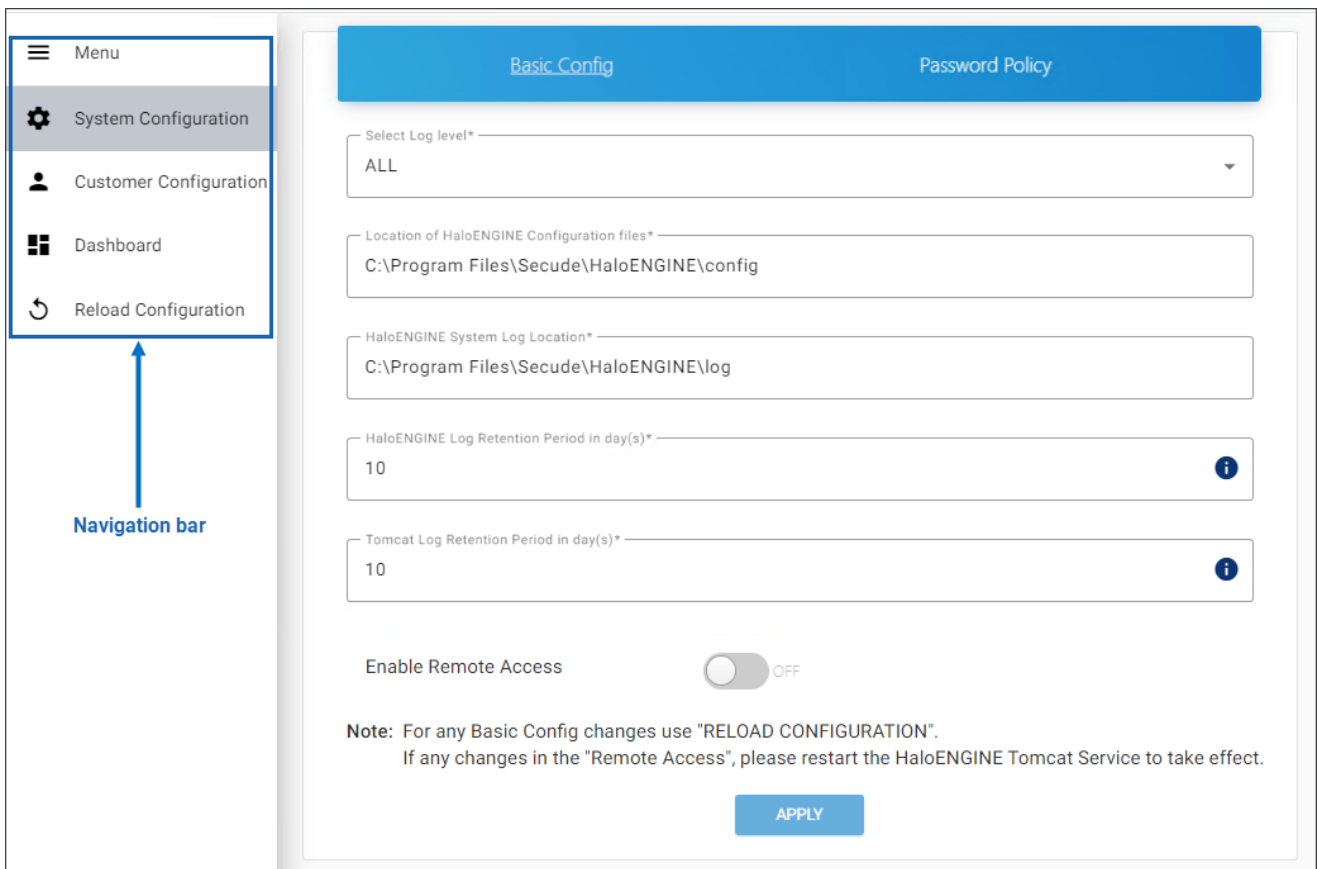 Menu
System Configuration
Customer Configuration
Dashboard
Reload Configuration
Navigation bar
Basic Config
Password Policy
Select Log level*
ALL
Location of HaloENGINE Configuration files*
C:\Program Files\Secude\HaloENGINE\config
HaloENGINE System Log Location*
C:\Program Files\Secude\HaloENGINE\log
HaloENGINE Log Retention Period in day(s)*
10
Tomcat Log Retention Period in day(s)*
10
Enable Remote Access
OFF
Note: For any Basic Config changes use "RELOAD CONFIGURATION".
If any changes in the "Remote Access", please restart the HaloENGINE Tomcat Service to take effect.
APPLY